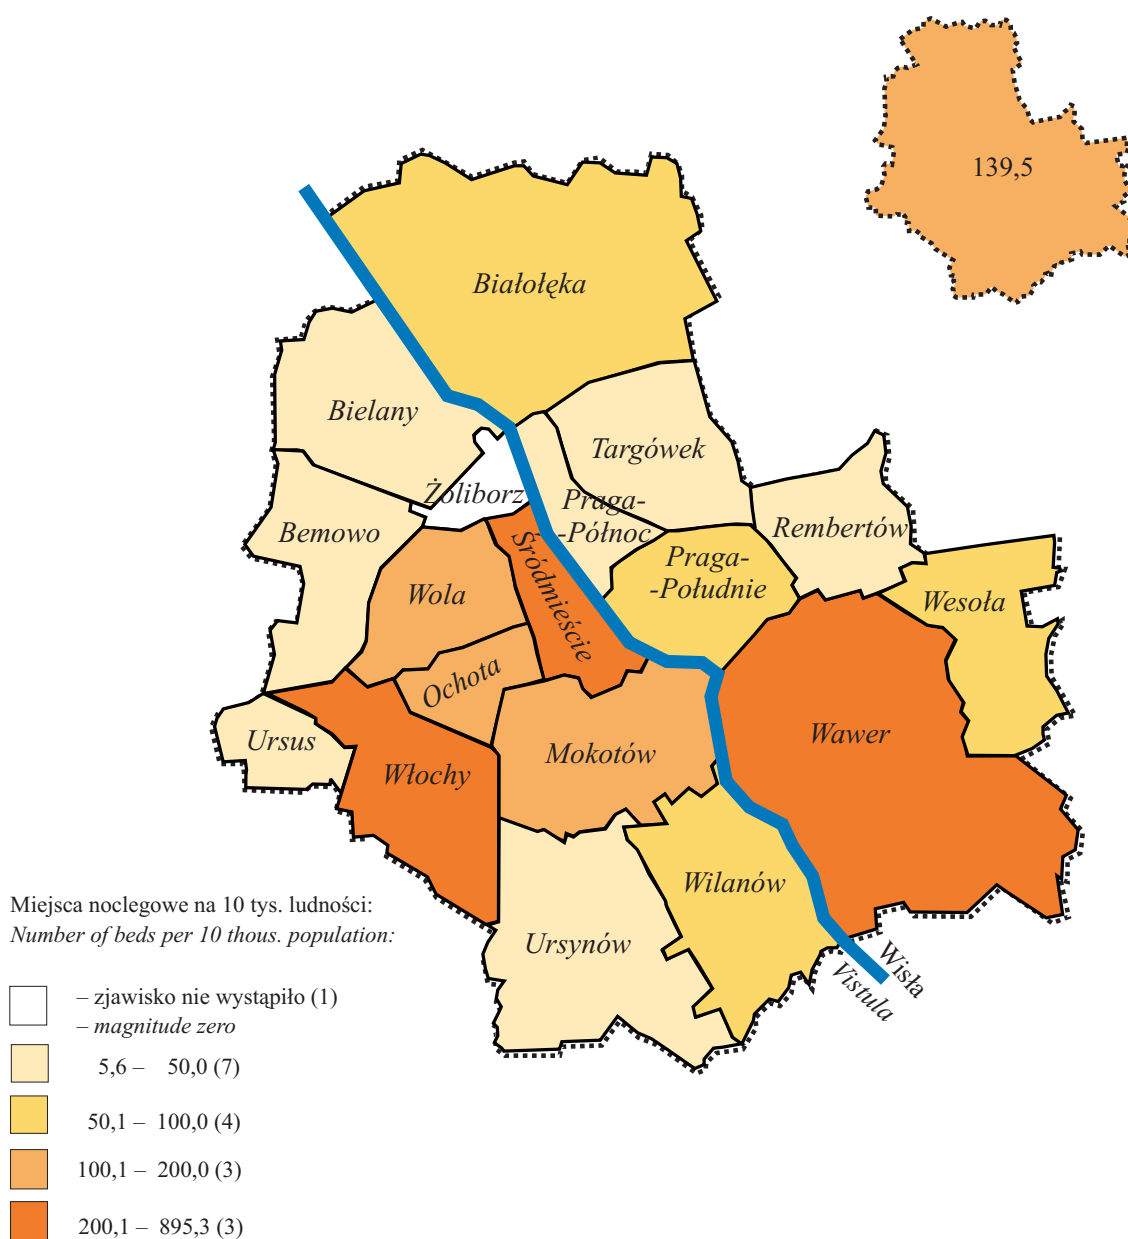 139,5
Białołęka
Bielany
Targówek
Żoliborz
Praga-
-Północ
Rembertów
Bemowo
Śródmieście
Praga-
-Południe
Wola
Wesoła
Ochota
Ursus
Włochy
Mokotów
Wawer
Wilanów
Ursynów
Wisła
Vistula
Miejsca noclegowe na 10 tys. ludności:
Number of beds per 10 thous. population:
– zjawisko nie wystąpiło (1)
– magnitude zero
5,6 – 50,0 (7)
50,1 – 100,0 (4)
100,1 – 200,0 (3)
200,1 – 895,3 (3)